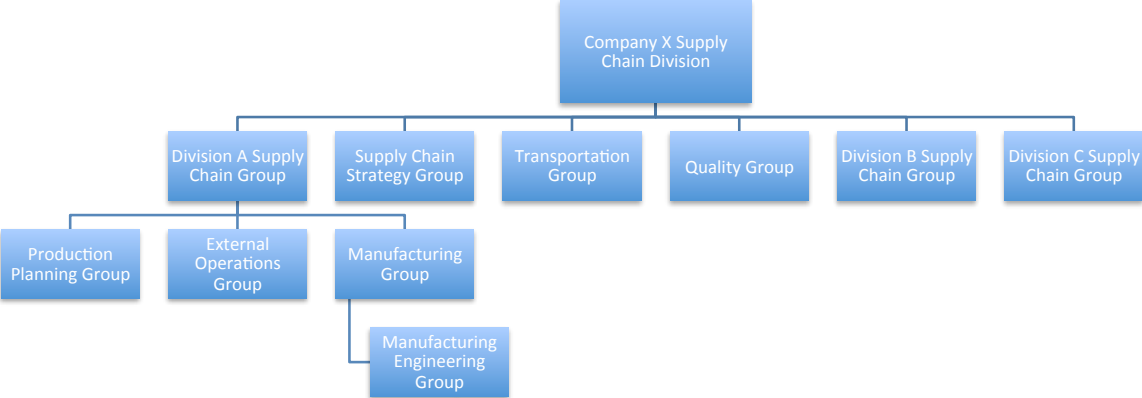 Company X Supply
Chain Division
Division A Supply
Chain Group
Supply Chain
Strategy Group
Transportation
Group
Quality Group
Division B Supply
Chain Group
Division C Supply
Chain Group
Production
Planning Group
External
Operations
Group
Manufacturing
Group
Manufacturing
Engineering
Group